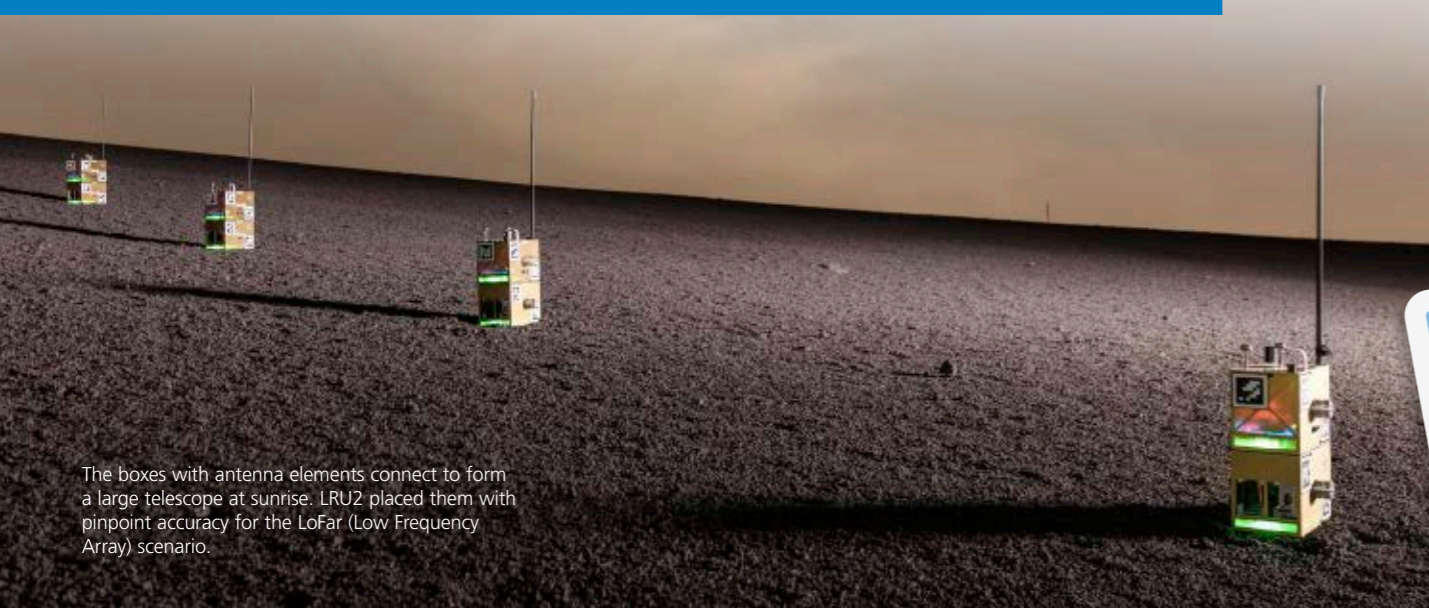 The boxes with antenna elements connect to form
a large telescope at sunrise. LRU2 placed them with
pinpoint accuracy for the LoFar (Low Frequency
Array) scenario.